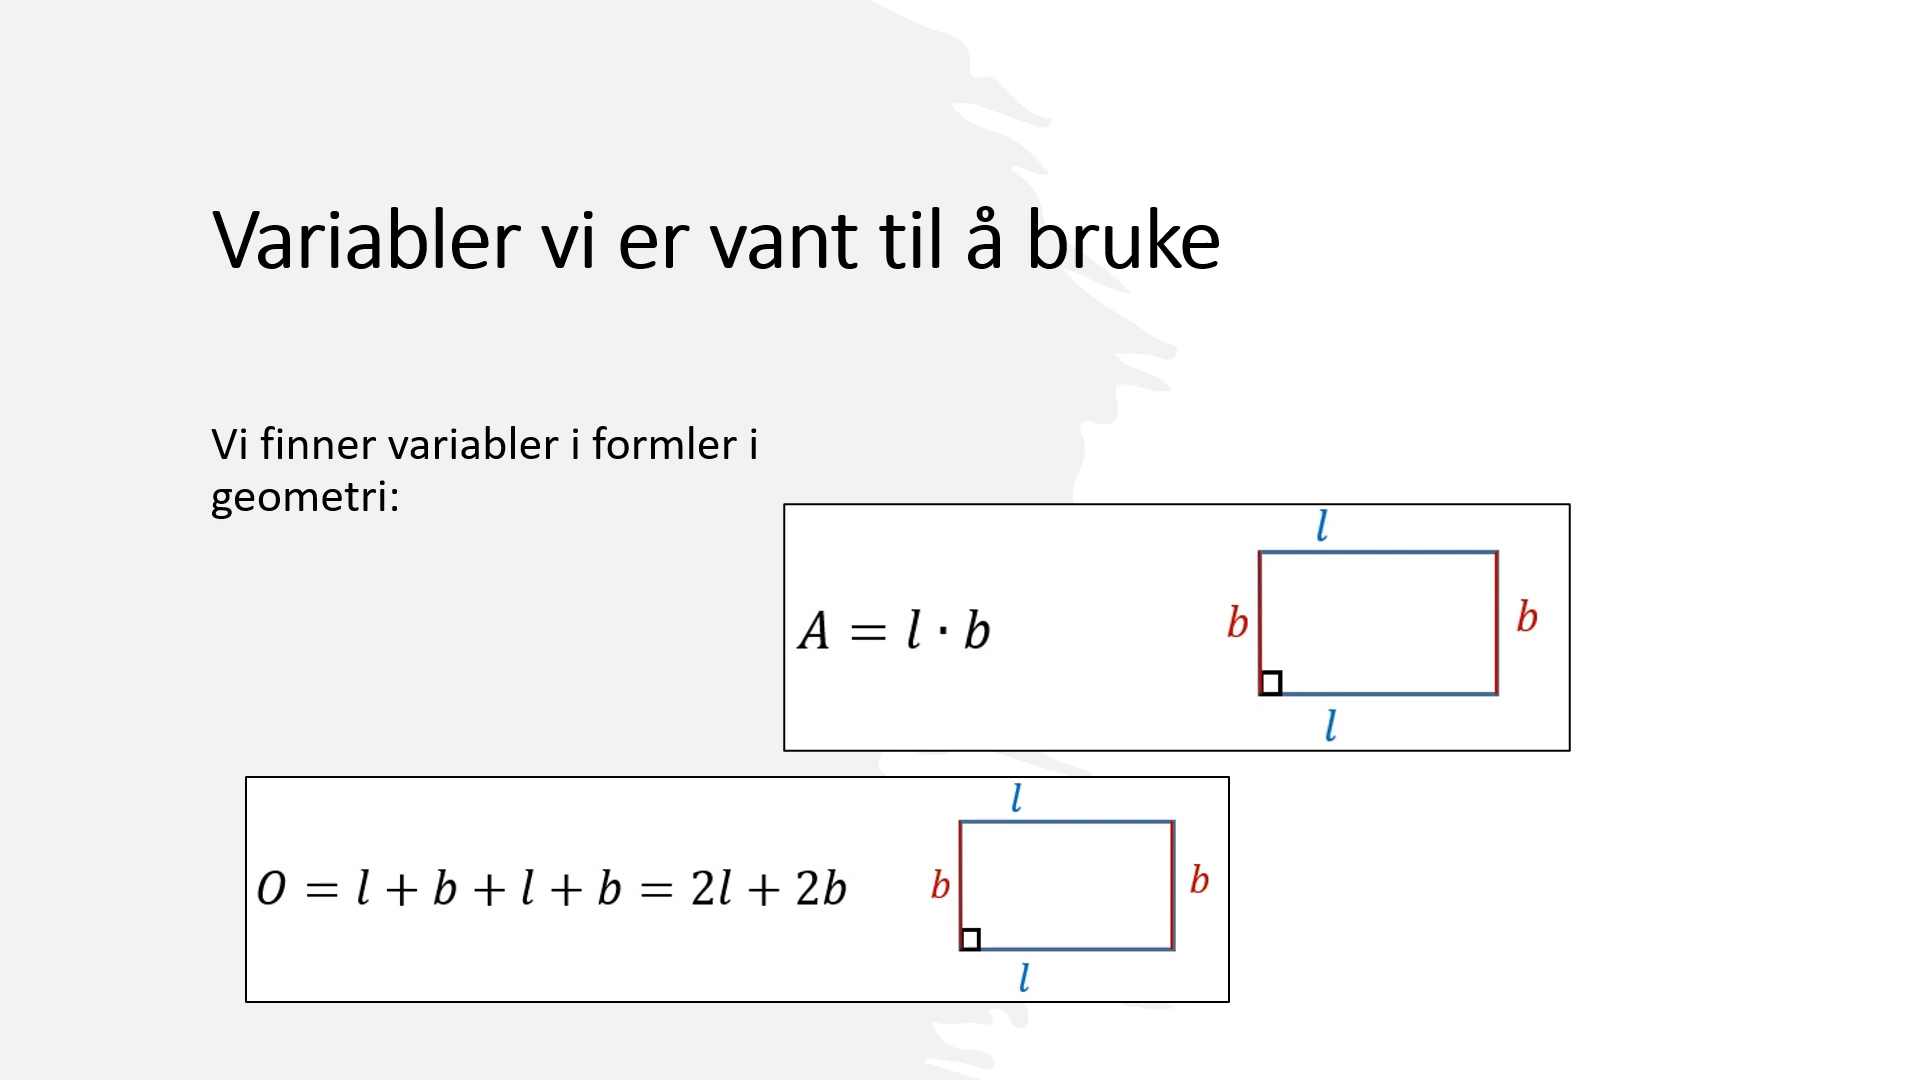 Variabler vi er vant til å bruke
Vi finner variabler i formler i
geometri:
l
A = l · b
b
b
l
l
O = l + b + l + b = 2l + 2b
b
b
l